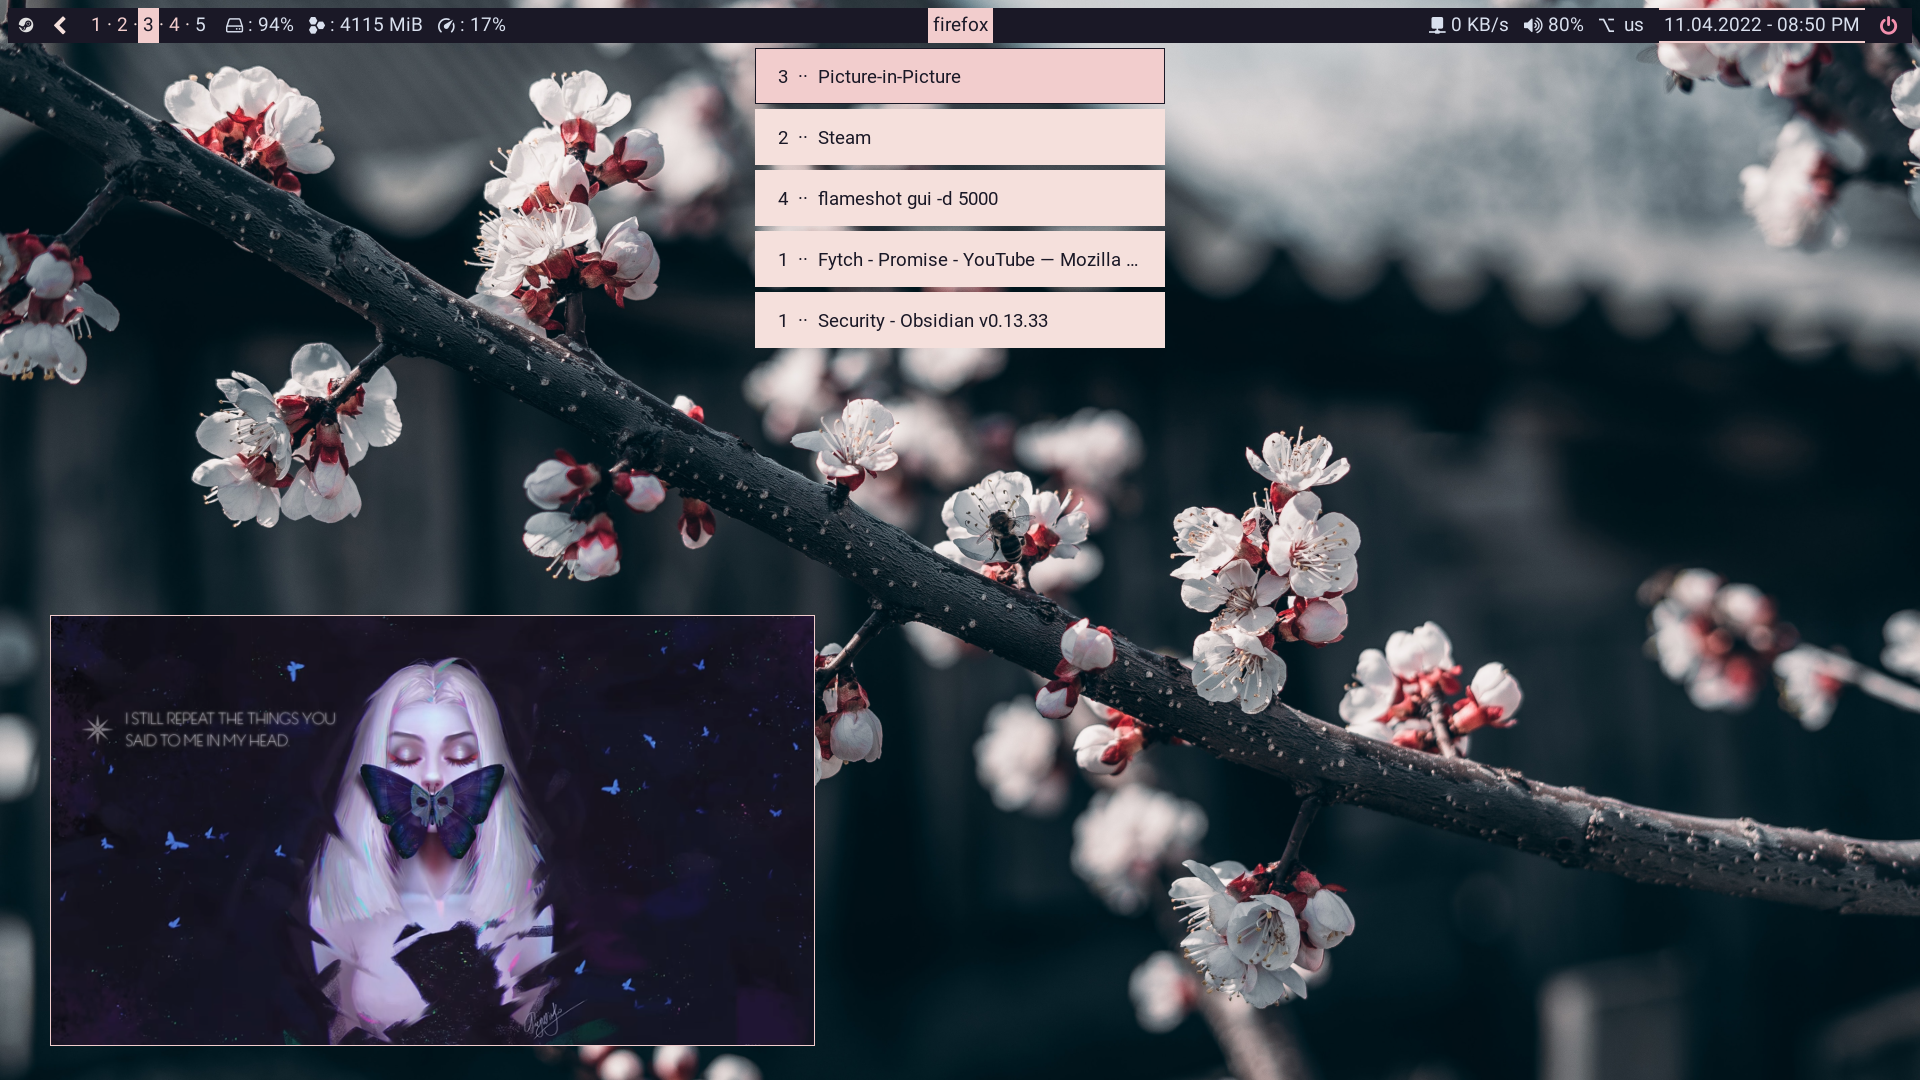 1 · 2 · 3 · 4 · 5 : 94% : 4115 MiB : 17% firefox 0 KB/s 80% us 11.04.2022 - 08:50 PM
3 ·· Picture-in-Picture
2 ·· Steam
4 ·· flameshot gui -d 5000
1 ·· Fytch - Promise - YouTube — Mozilla ...
1 ·· Security - Obsidian v0.13.33
I STILL REPEAT THE THINGS YOU
SAID TO ME IN MY HEAD.